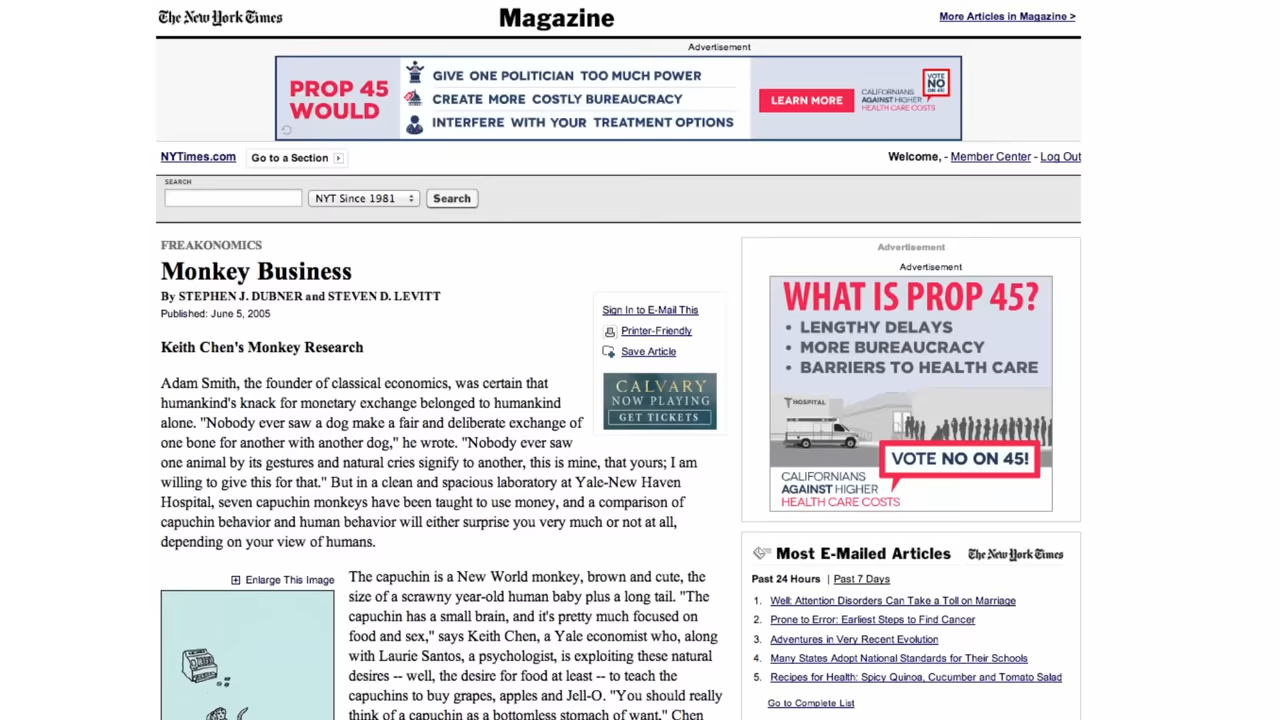 The New York Times
Magazine
More Articles in Magazine >
Advertisement
PROP 45
WOULD
GIVE ONE POLITICIAN TOO MUCH POWER
CREATE MORE COSTLY BUREAUCRACY
INTERFERE WITH YOUR TREATMENT OPTIONS
LEARN MORE
CALIFORNIANS
AGAINST HIGHER
HEALTH CARE COSTS
VOTE
NO
ON 45!
NYTimes.com
Go to a Section
Welcome, - Member Center - Log Out
SEARCH
NYT Since 1981
Search
FREAKONOMICS
Monkey Business
By STEPHEN J. DUBNER and STEVEN D. LEVITT
Published: June 5, 2005
Sign In to E-Mail This
Printer-Friendly
Save Article
CALVARY
NOW PLAYING
GET TICKETS
Keith Chen's Monkey Research
Adam Smith, the founder of classical economics, was certain that
humankind's knack for monetary exchange belonged to humankind
alone. "Nobody ever saw a dog make a fair and deliberate exchange of
one bone for another with another dog," he wrote. "Nobody ever saw
one animal by its gestures and natural cries signify to another, this is mine, that yours; I am
willing to give this for that." But in a clean and spacious laboratory at Yale-New Haven
Hospital, seven capuchin monkeys have been taught to use money, and a comparison of
capuchin behavior and human behavior will either surprise you very much or not at all,
depending on your view of humans.
Enlarge This Image
The capuchin is a New World monkey, brown and cute, the
size of a scrawny year-old human baby plus a long tail. "The
capuchin has a small brain, and it's pretty much focused on
food and sex," says Keith Chen, a Yale economist who, along
with Laurie Santos, a psychologist, is exploiting these natural
desires -- well, the desire for food at least -- to teach the
capuchins to buy grapes, apples and Jell-O. "You should really
think of a capuchin as a bottomless stomach of want," Chen
Advertisement
Advertisement
WHAT IS PROP 45?
• LENGTHY DELAYS
• MORE BUREAUCRACY
• BARRIERS TO HEALTH CARE
HOSPITAL
VOTE NO ON 45!
CALIFORNIANS
AGAINST HIGHER
HEALTH CARE COSTS
Most E-Mailed Articles
The New York Times
Past 24 Hours | Past 7 Days
1. Well: Attention Disorders Can Take a Toll on Marriage
2. Prone to Error: Earliest Steps to Find Cancer
3. Adventures in Very Recent Evolution
4. Many States Adopt National Standards for Their Schools
5. Recipes for Health: Spicy Quinoa, Cucumber and Tomato Salad
Go to Complete List